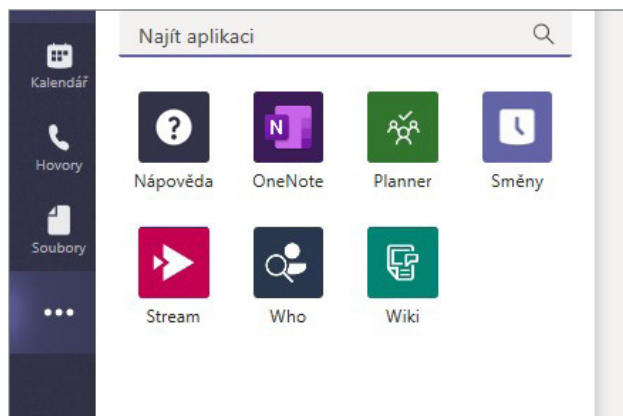 Najít aplikaci
Kalendář
Hovory
Soubory
Nápověda
N
OneNote
Planner
Směny
Stream
Who
Wiki